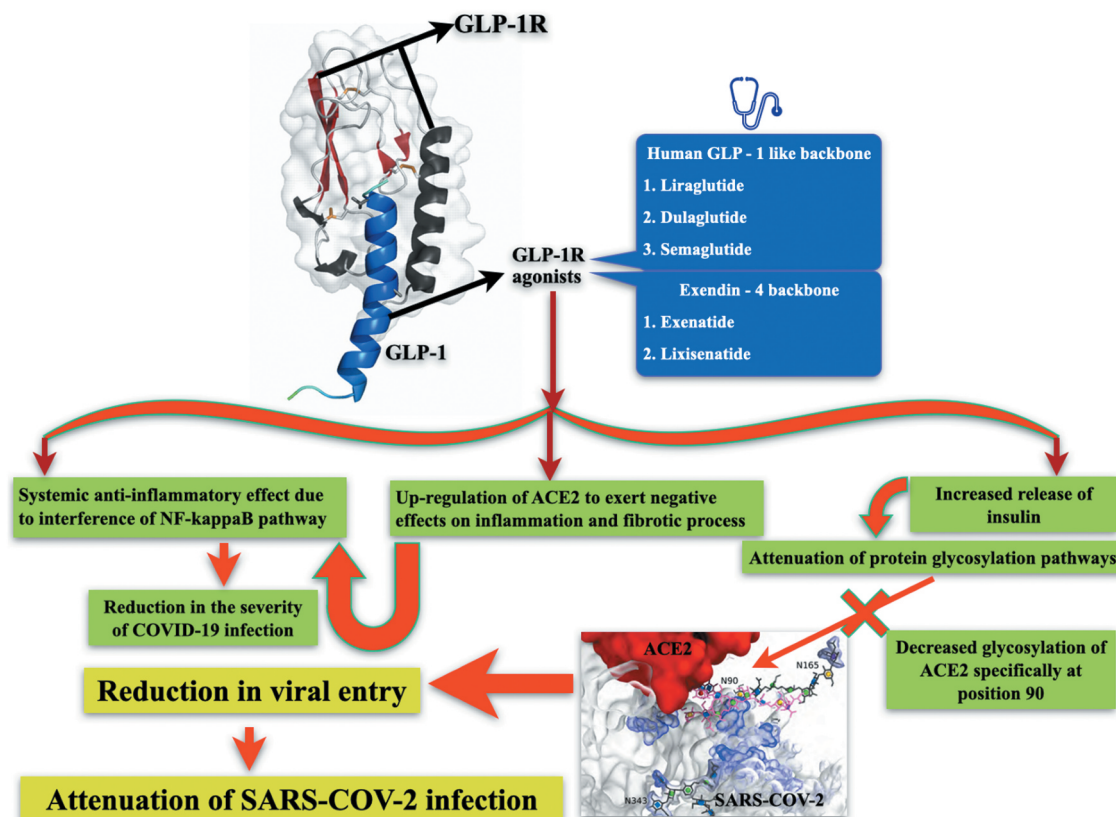 GLP-1R
Human GLP - 1 like backbone
1. Liraglutide
2. Dulaglutide
3. Semaglutide
GLP-1R
agonists
Exendin - 4 backbone
1. Exenatide
2. Lixisenatide
GLP-1
Systemic anti-inflammatory effect due
to interference of NF-kappaB pathway
Up-regulation of ACE2 to exert negative
effects on inflammation and fibrotic process
Increased release of
insulin
Attenuation of protein glycosylation pathways
Reduction in the severity
of COVID-19 infection
ACE2
N90
N165
Decreased glycosylation of
ACE2 specifically at
position 90
Reduction in viral entry
N343
SARS-COV-2
Attenuation of SARS-COV-2 infection